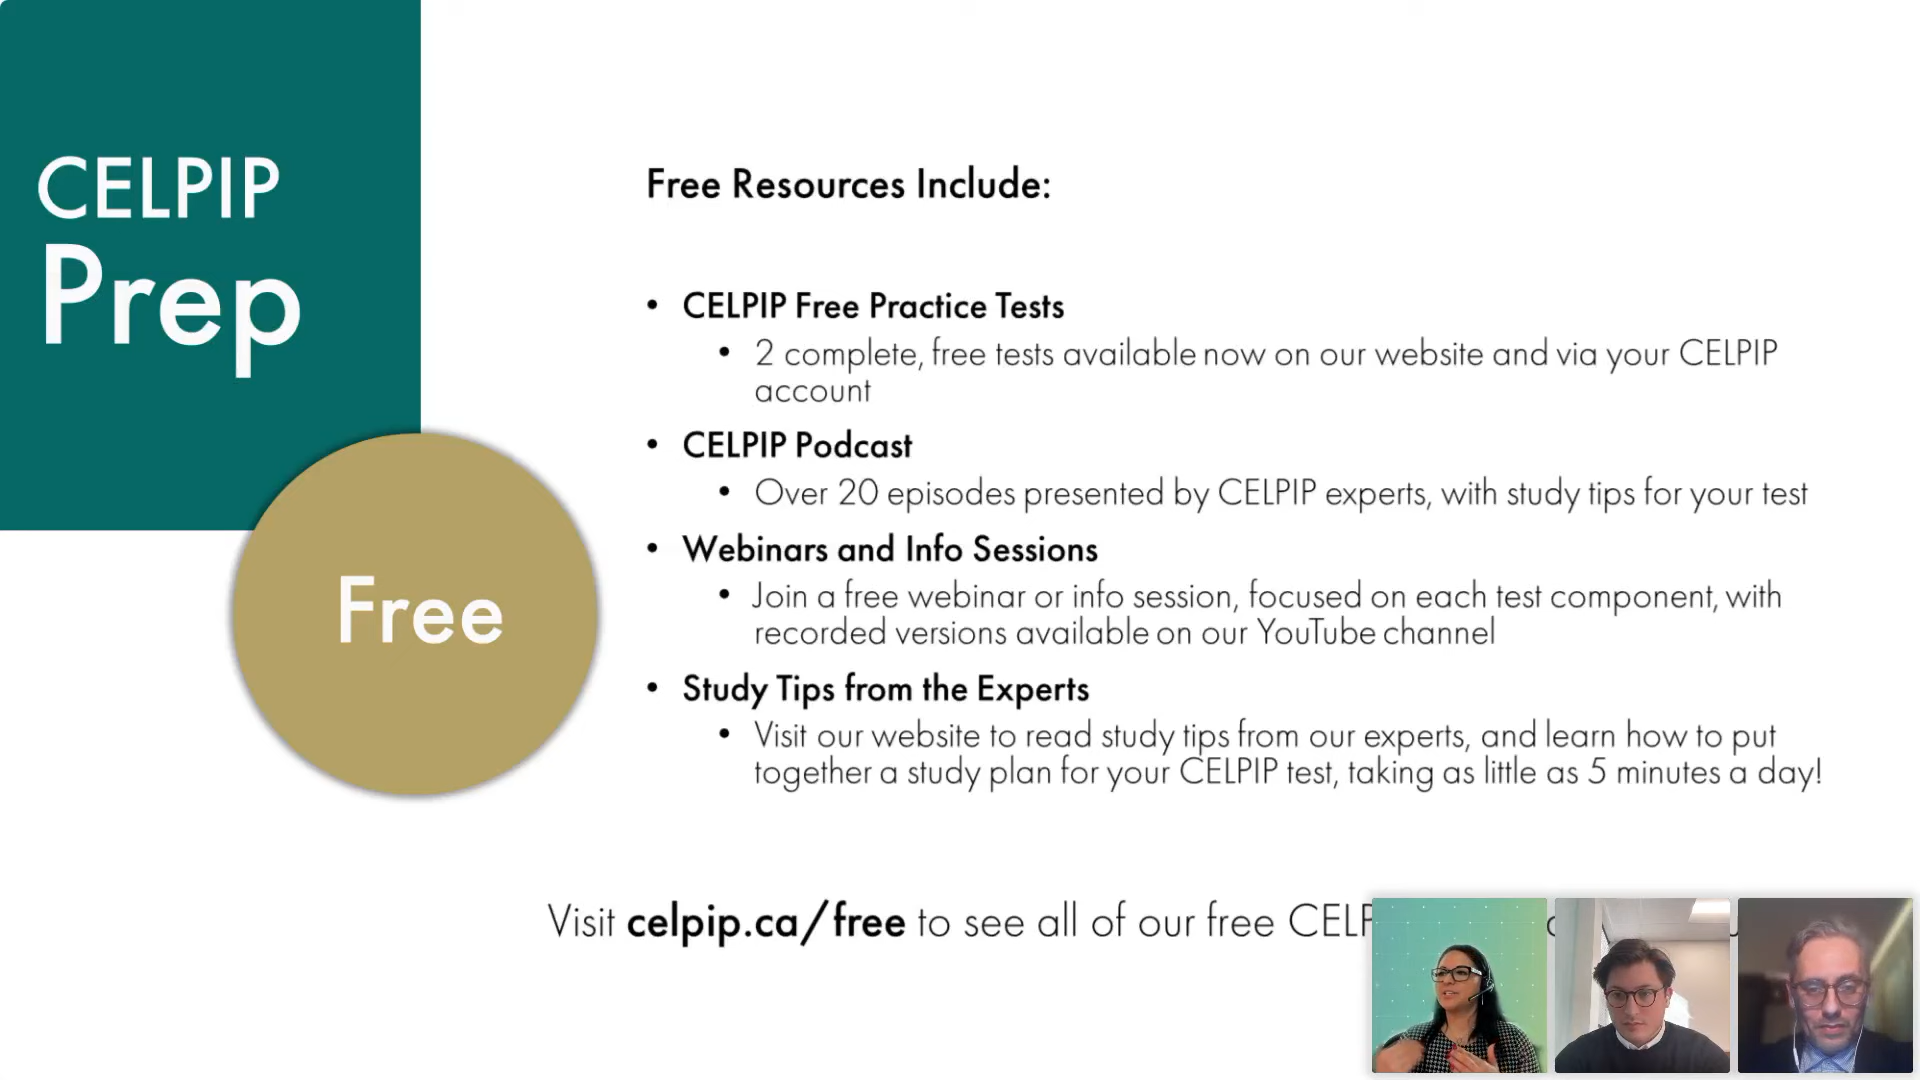 CELPIP
Prep
Free
Free Resources Include:
• CELPIP Free Practice Tests
• 2 complete, free tests available now on our website and via your CELPIP
account
• CELPIP Podcast
• Over 20 episodes presented by CELPIP experts, with study tips for your test
• Webinars and Info Sessions
• Join a free webinar or info session, focused on each test component, with
recorded versions available on our YouTube channel
• Study Tips from the Experts
• Visit our website to read study tips from our experts, and learn how to put
together a study plan for your CELPIP test, taking as little as 5 minutes a day!
Visit celpip.ca/free to see all of our free